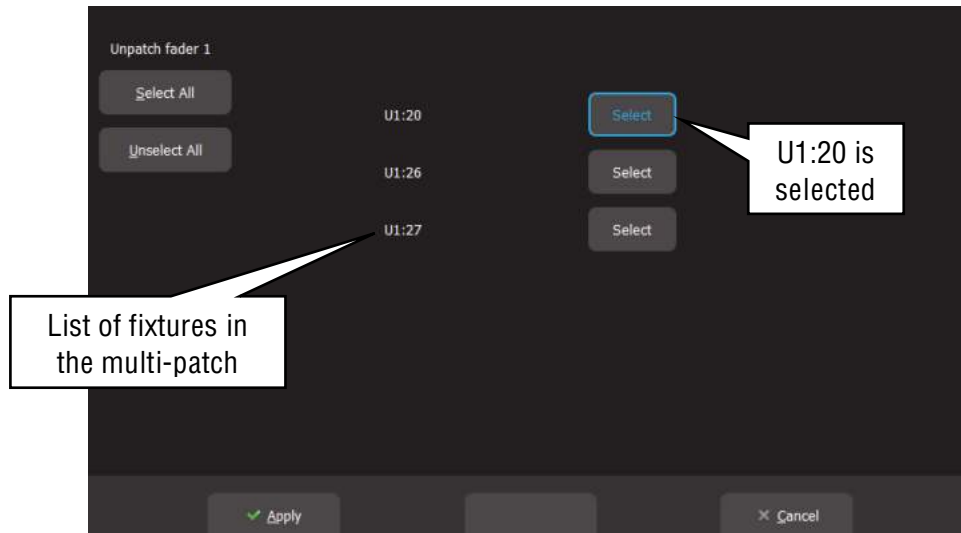 Unpatch fader 1
Select All
Unselect All
U1:20
Select
U1:26
Select
U1:27
Select
U1:20 is
selected
List of fixtures in
the multi-patch
Apply
Cancel